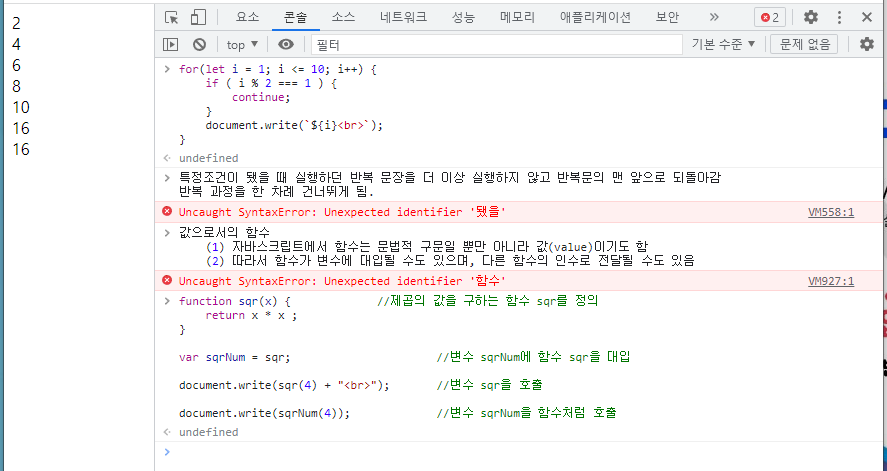 2
4
6
8
10
16
16
요소 콘솔 소스 네트워크 성능 메모리 애플리케이션 보안 » 2
top ▼ 필터 기본 수준 ▼ 문제 없음
for(let i = 1; i <= 10; i++) {
if ( i % 2 === 1 ) {
continue;
}
document.write(`${i}<br>`);
}
undefined
특정조건이 됐을 때 실행하던 반복 문장을 더 이상 실행하지 않고 반복문의 맨 앞으로 되돌아감
반복 과정을 한 차례 건너뛰게 됨.
Uncaught SyntaxError: Unexpected identifier '됐을' VM558:1
값으로서의 함수
(1) 자바스크립트에서 함수는 문법적 구문일 뿐만 아니라 값(value)이기도 함
(2) 따라서 함수가 변수에 대입될 수도 있으며, 다른 함수의 인수로 전달될 수도 있음
Uncaught SyntaxError: Unexpected identifier '함수' VM927:1
function sqr(x) { //제곱의 값을 구하는 함수 sqr를 정의
return x * x ;
}
var sqrNum = sqr; //변수 sqrNum에 함수 sqr을 대입
document.write(sqr(4) + "<br>"); //변수 sqr을 호출
document.write(sqrNum(4)); //변수 sqrNum을 함수처럼 호출
undefined